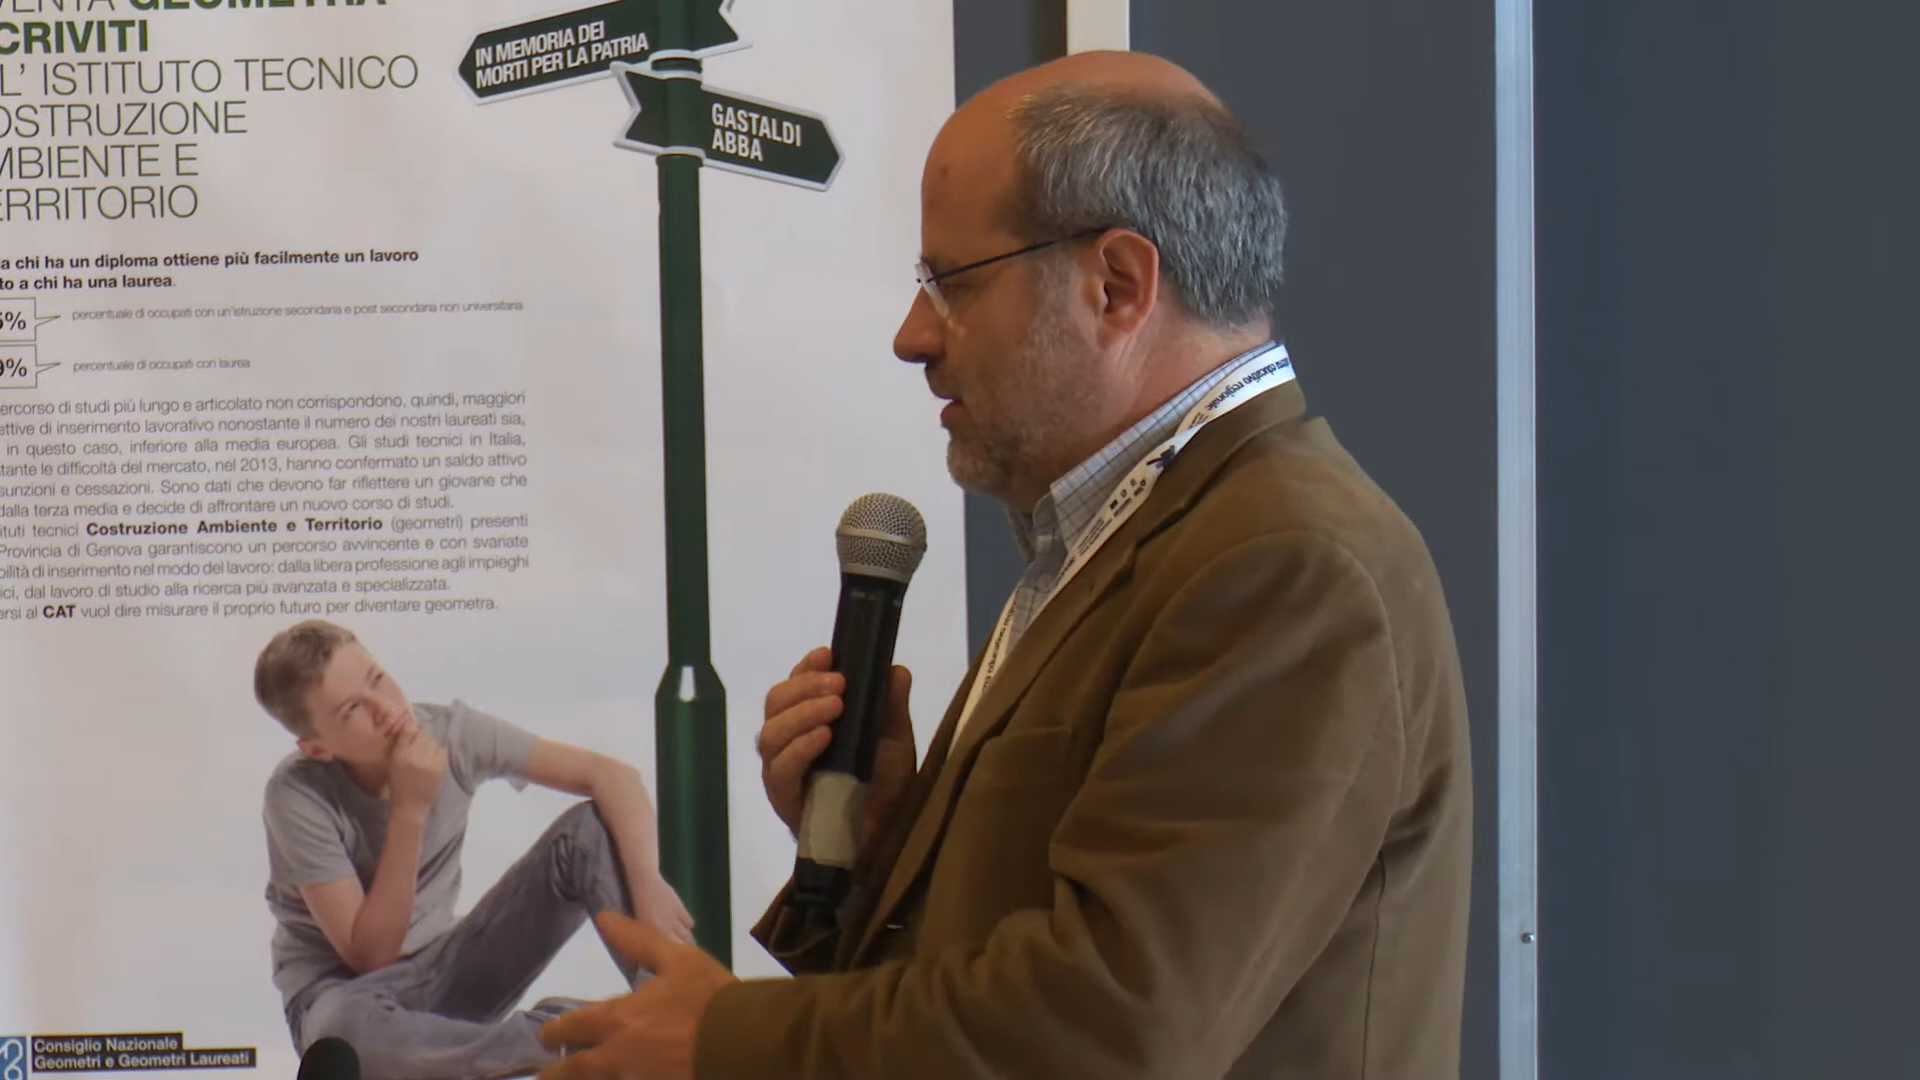 VENTA GEOMETRA
CRIVITI
L' ISTITUTO TECNICO
OSTRUZIONE
MBIENTE E
ERRITORIO
a chi ha un diploma ottiene più facilmente un lavoro
to a chi ha una laurea.
% percentuale di occupati con un'istruzione secondaria e post secondaria non universitaria
9% percentuale di occupati con laurea
ercorso di studi più lungo e articolato non corrispondono, quindi, maggiori
ettive di inserimento lavorativo nonostante il numero dei nostri laureati sia,
in questo caso, inferiore alla media europea. Gli studi tecnici in Italia,
tante le difficoltà del mercato, nel 2013, hanno confermato un saldo attivo
sunzioni e cessazioni. Sono dati che devono far riflettere un giovane che
dalla terza media e decide di affrontare un nuovo corso di studi.
ituti tecnici Costruzione Ambiente e Territorio (geometri) presenti
Provincia di Genova garantiscono un percorso avvincente e con svariate
bilità di inserimento nel modo del lavoro: dalla libera professione agli impieghi
ici, dal lavoro di studio alla ricerca più avanzata e specializzata.
ersi al CAT vuol dire misurare il proprio futuro per diventare geometra.
Consiglio Nazionale
Geometri e Geometri Laureati
IN MEMORIA DEI
MORTI PER LA PATRIA
GASTALDI
ABBA
educativo regionale